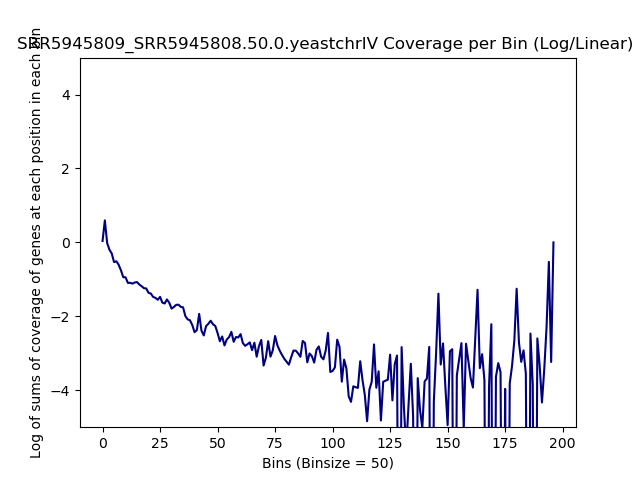 SRR5945809_SRR5945808.50.0.yeastchrIV Coverage per Bin (Log/Linear)
Log of sums of coverage of genes at each position in each bin
4
2
0
−2
−4
0 25 50 75 100 125 150 175 200
Bins (Binsize = 50)